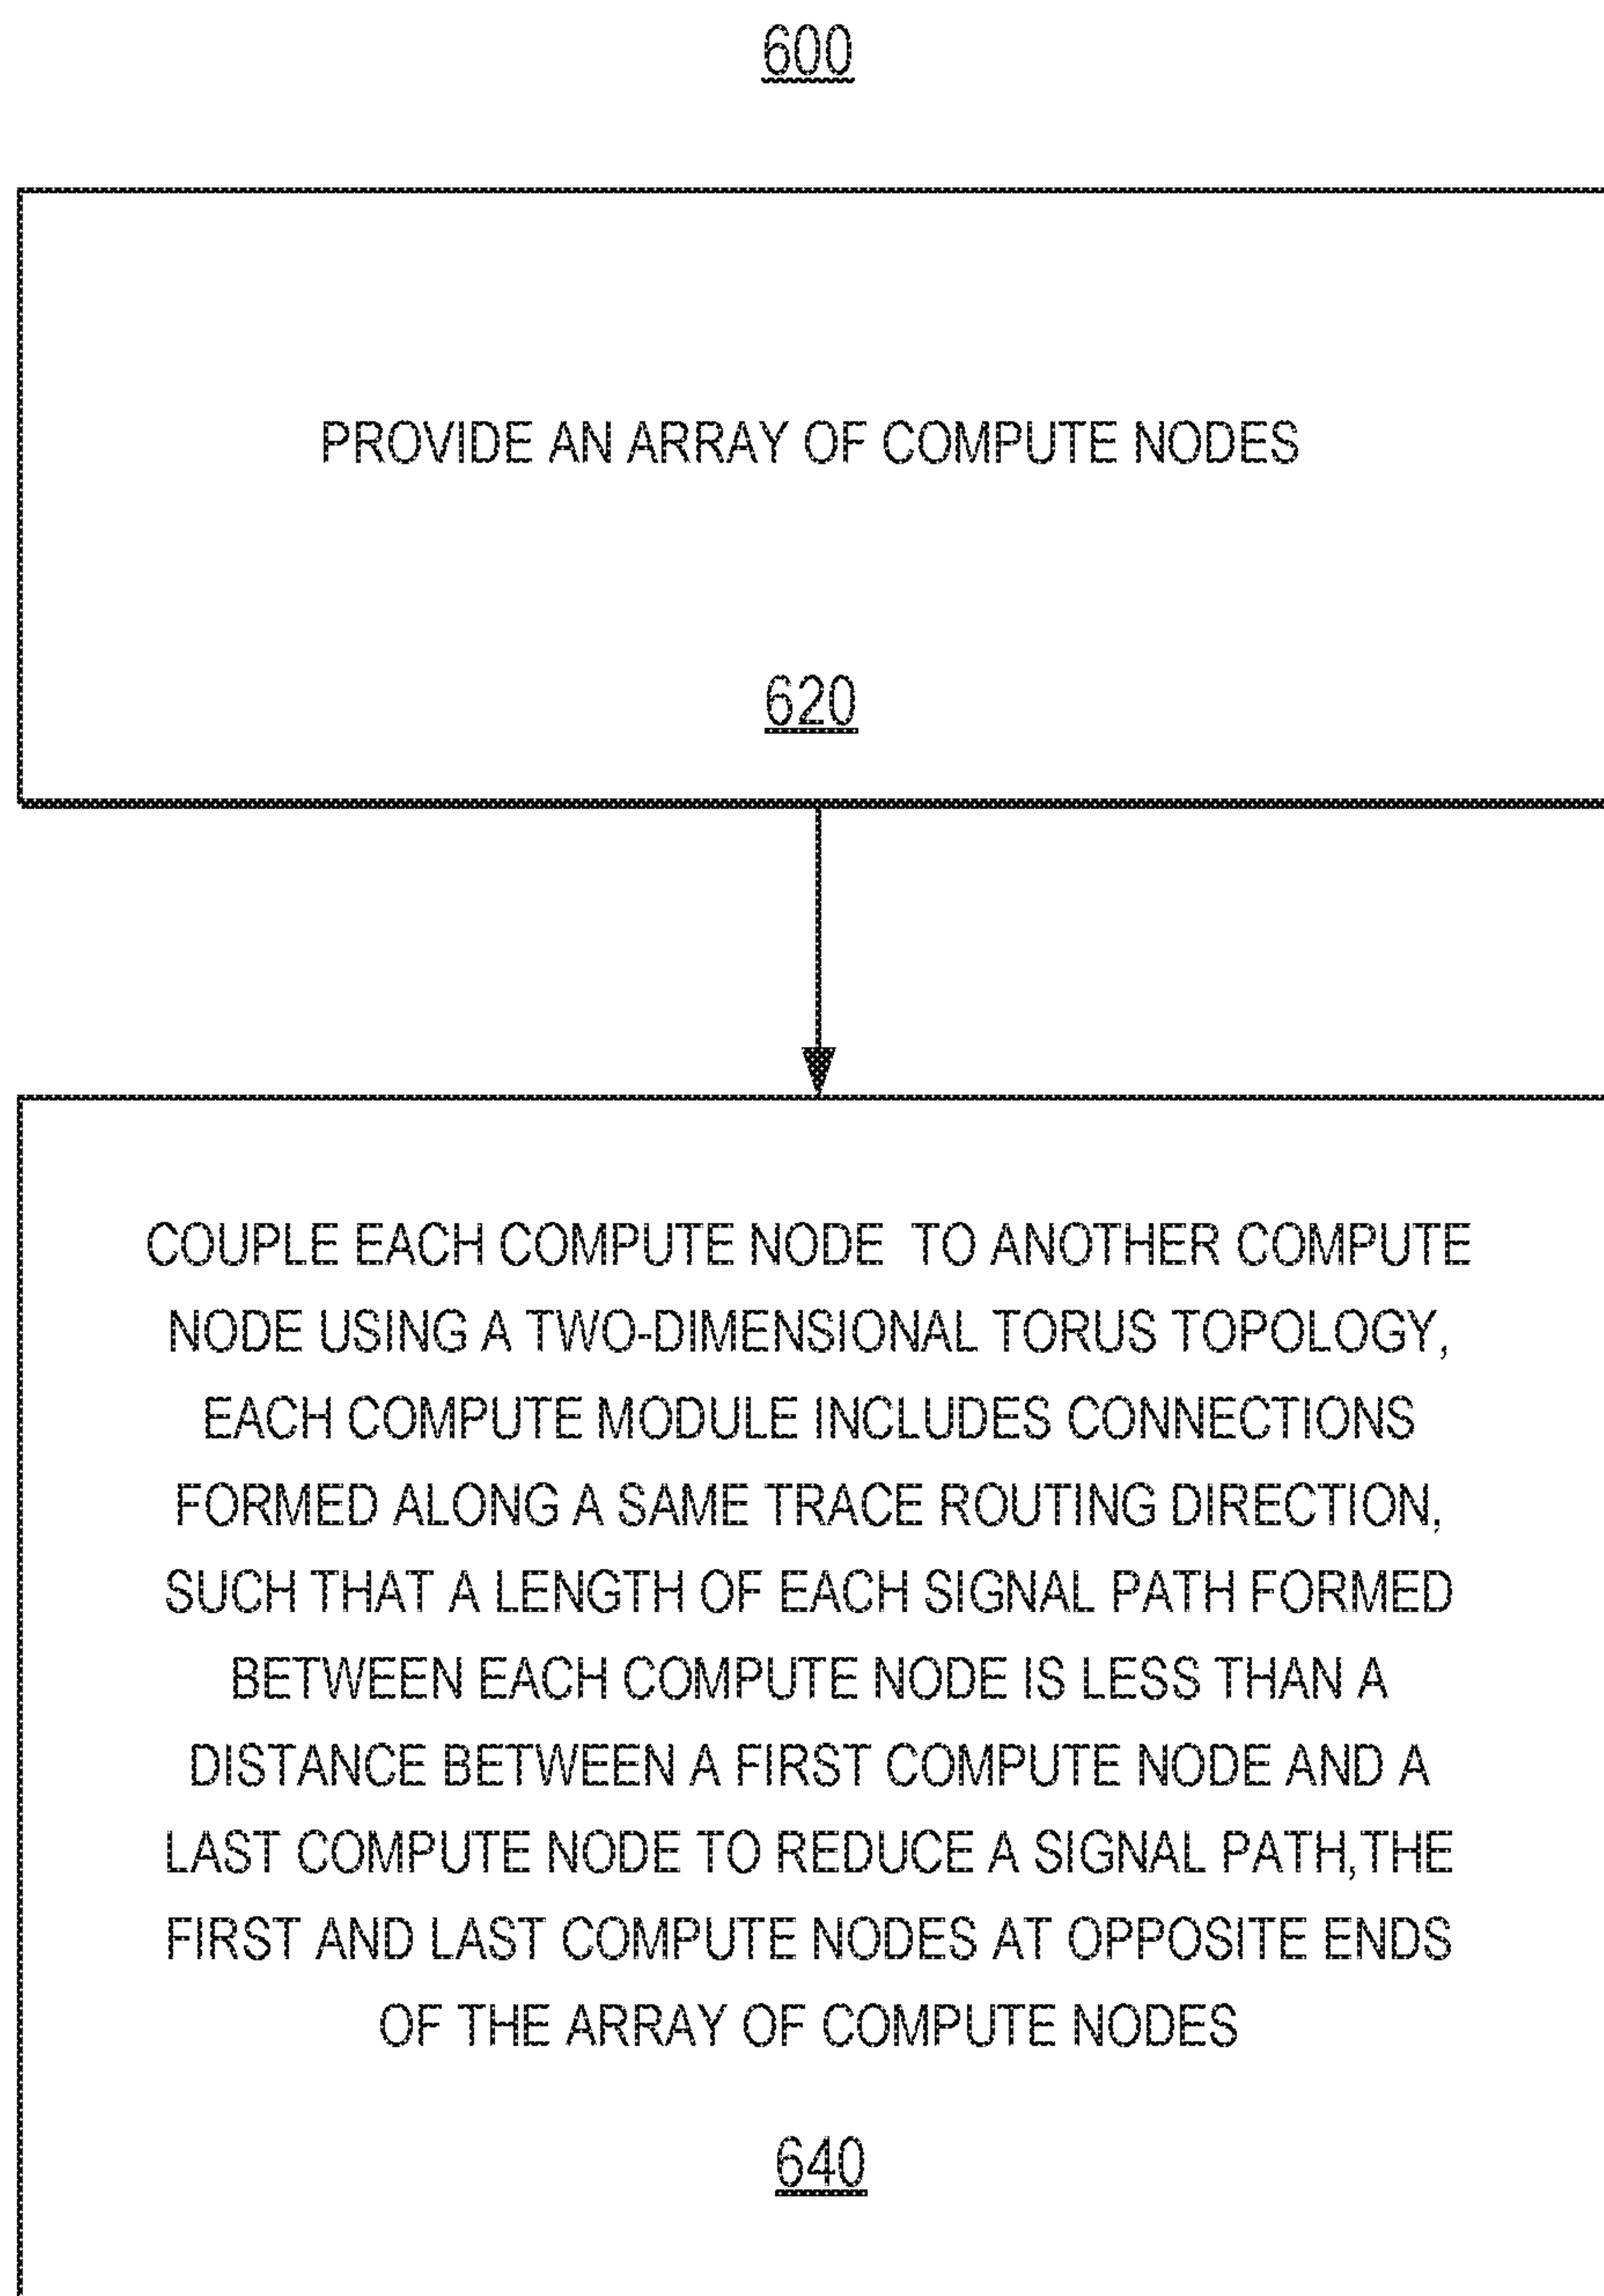 600
PROVIDE AN ARRAY OF COMPUTE NODES
620
COUPLE EACH COMPUTE NODE TO ANOTHER COMPUTE
NODE USING A TWO-DIMENSIONAL TORUS TOPOLOGY,
EACH COMPUTE MODULE INCLUDES CONNECTIONS
FORMED ALONG A SAME TRACE ROUTING DIRECTION,
SUCH THAT A LENGTH OF EACH SIGNAL PATH FORMED
BETWEEN EACH COMPUTE NODE IS LESS THAN A
DISTANCE BETWEEN A FIRST COMPUTE NODE AND A
LAST COMPUTE NODE TO REDUCE A SIGNAL PATH,THE
FIRST AND LAST COMPUTE NODES AT OPPOSITE ENDS
OF THE ARRAY OF COMPUTE NODES
640